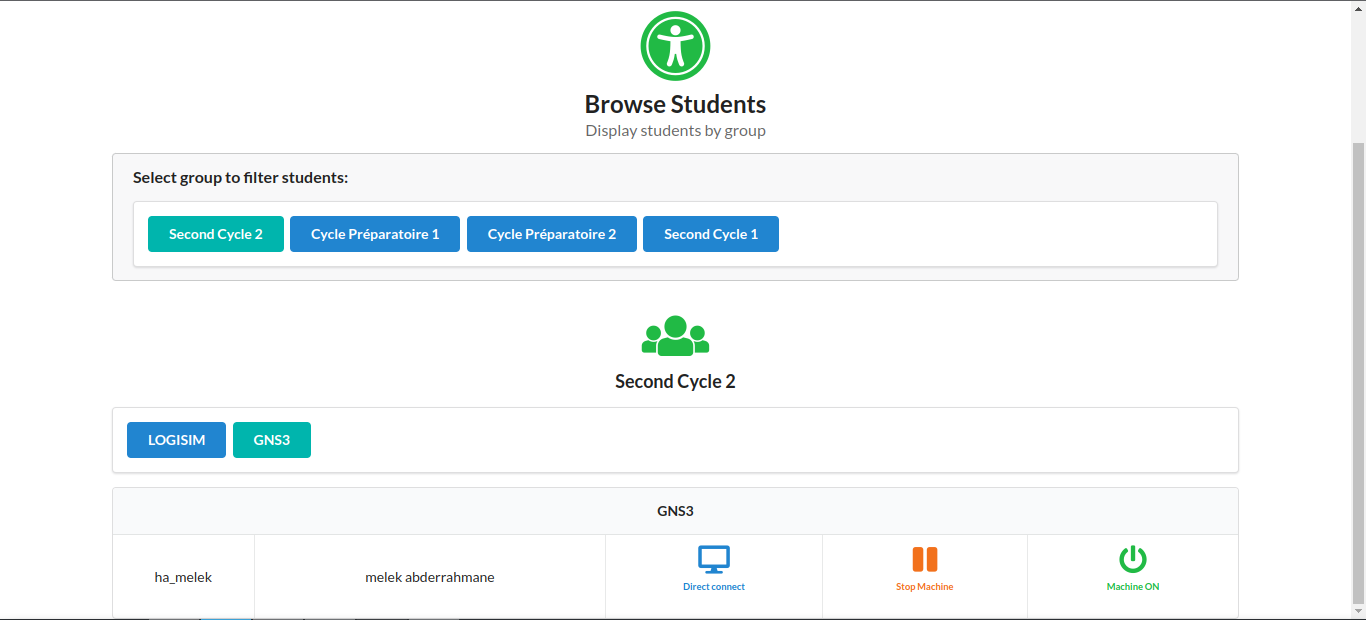 Browse Students
Display students by group
Select group to filter students:
Second Cycle 2 Cycle Préparatoire 1 Cycle Préparatoire 2 Second Cycle 1
Second Cycle 2
LOGISIM GNS3
GNS3
ha_melek melek abderrahmane Direct connect Stop Machine Machine ON